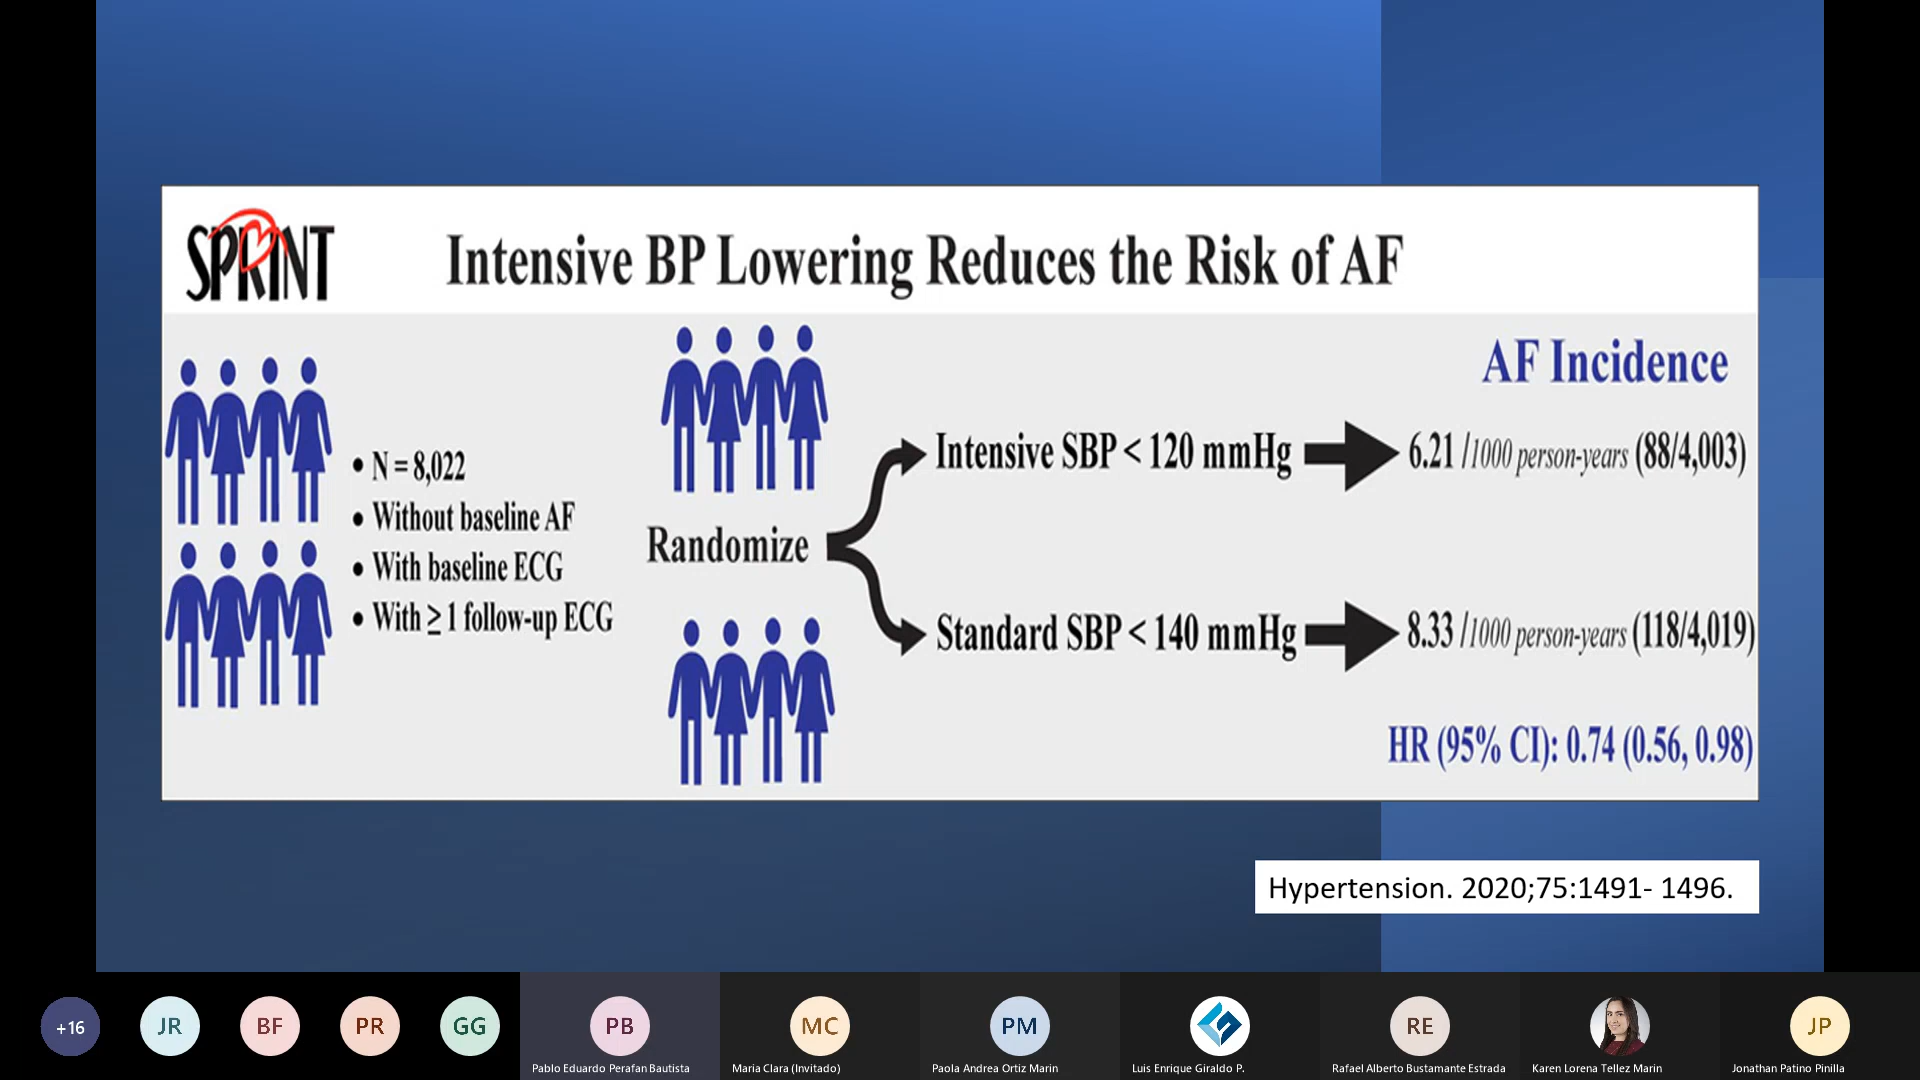 SPRINT
Intensive BP Lowering Reduces the Risk of AF
AF Incidence
• N = 8,022
• Without baseline AF
• With baseline ECG
• With ≥ 1 follow-up ECG
Randomize
Intensive SBP < 120 mmHg
6.21 /1000 person-years (88/4,003)
Standard SBP < 140 mmHg
8.33 /1000 person-years (118/4,019)
HR (95% CI): 0.74 (0.56, 0.98)
Hypertension. 2020;75:1491- 1496.
+16
JR
BF
PR
GG
PB
Pablo Eduardo Perafan Bautista
MC
Maria Clara (Invitado)
PM
Paola Andrea Ortiz Marin
Luis Enrique Giraldo P.
RE
Rafael Alberto Bustamante Estrada
Karen Lorena Tellez Marin
JP
Jonathan Patino Pinilla